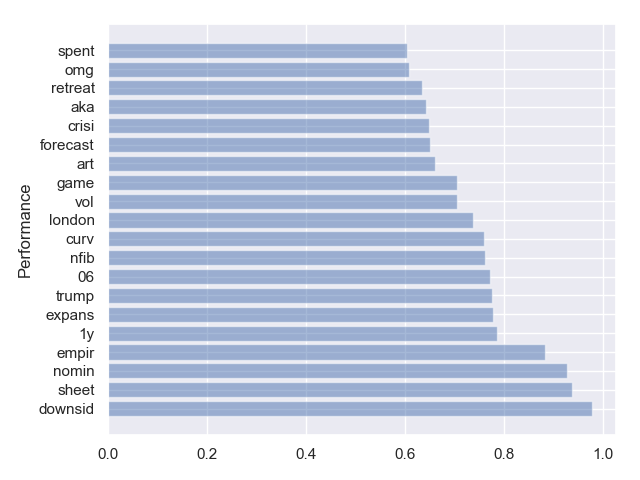 spent
omg
retreat
aka
crisi
forecast
art
game
vol
london
curv
nfib
06
trump
expans
1y
empir
nomin
sheet
downsid
Performance
0.0 0.2 0.4 0.6 0.8 1.0